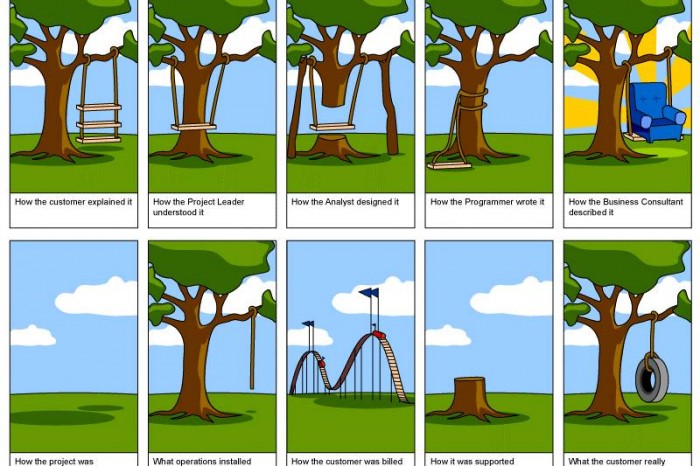 How the customer explained it
How the Project Leader
understood it
How the Analyst designed it
How the Programmer wrote it
How the Business Consultant
described it
How the project was
What operations installed
How the customer was billed
How it was supported
What the customer really